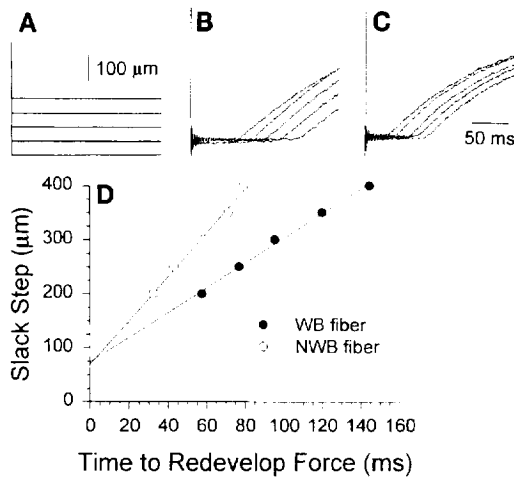 A
B
C
100 µm
50 ms
D
400
300
200
100
0
Slack Step (µm)
WB fiber
NWB fiber
0 20 40 60 80 100 120 140 160
Time to Redevelop Force (ms)